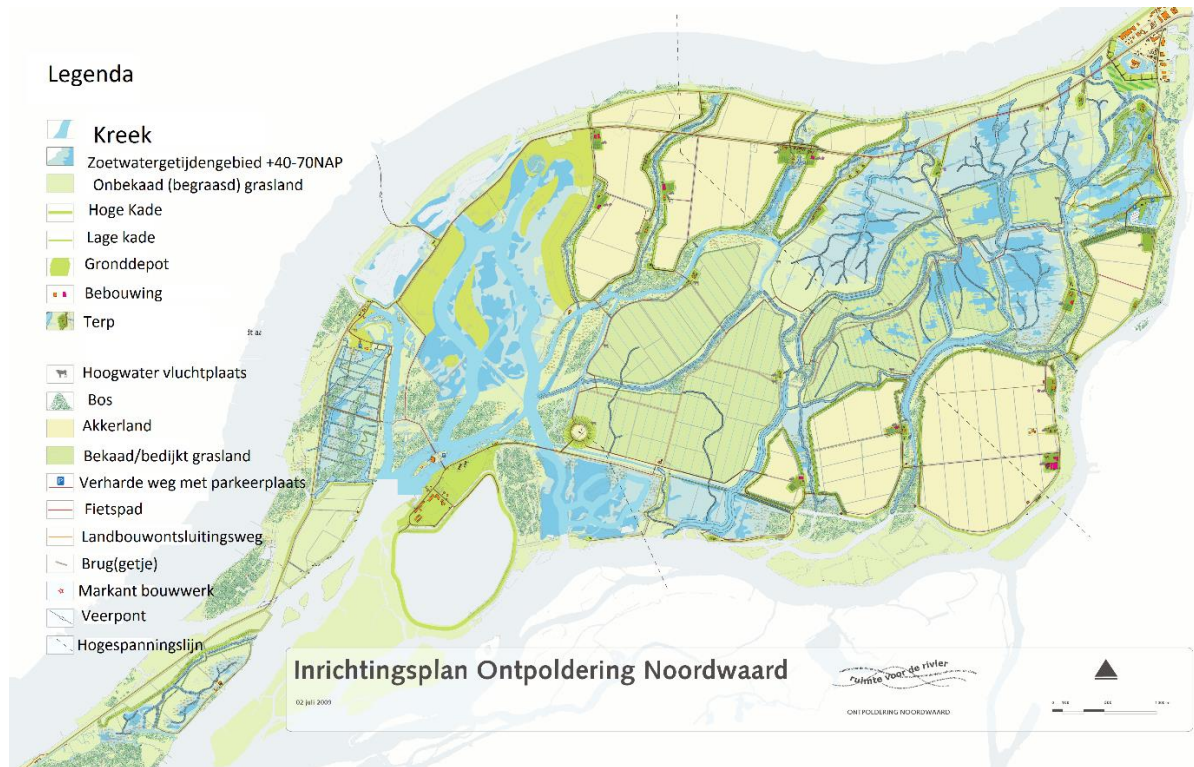 Legenda
Kreek
Zoetwatergetijdengebied +40-70NAP
Onbekaad (begraasd) grasland
Hoge Kade
Lage kade
Gronddepot
Bebouwing
Terp
Hoogwater vluchtplaats
Bos
Akkerland
Bekaad/bedijkt grasland
Verharde weg met parkeerplaats
Fietspad
Landbouwontsluitingsweg
Brug(getje)
Markant bouwwerk
Veerpont
Hogespanningslijn
Inrichtingsplan Ontpoldering Noordwaard
02 juli 2009
ruimte voor de rivier
ONTPOLDERING NOORDWAARD